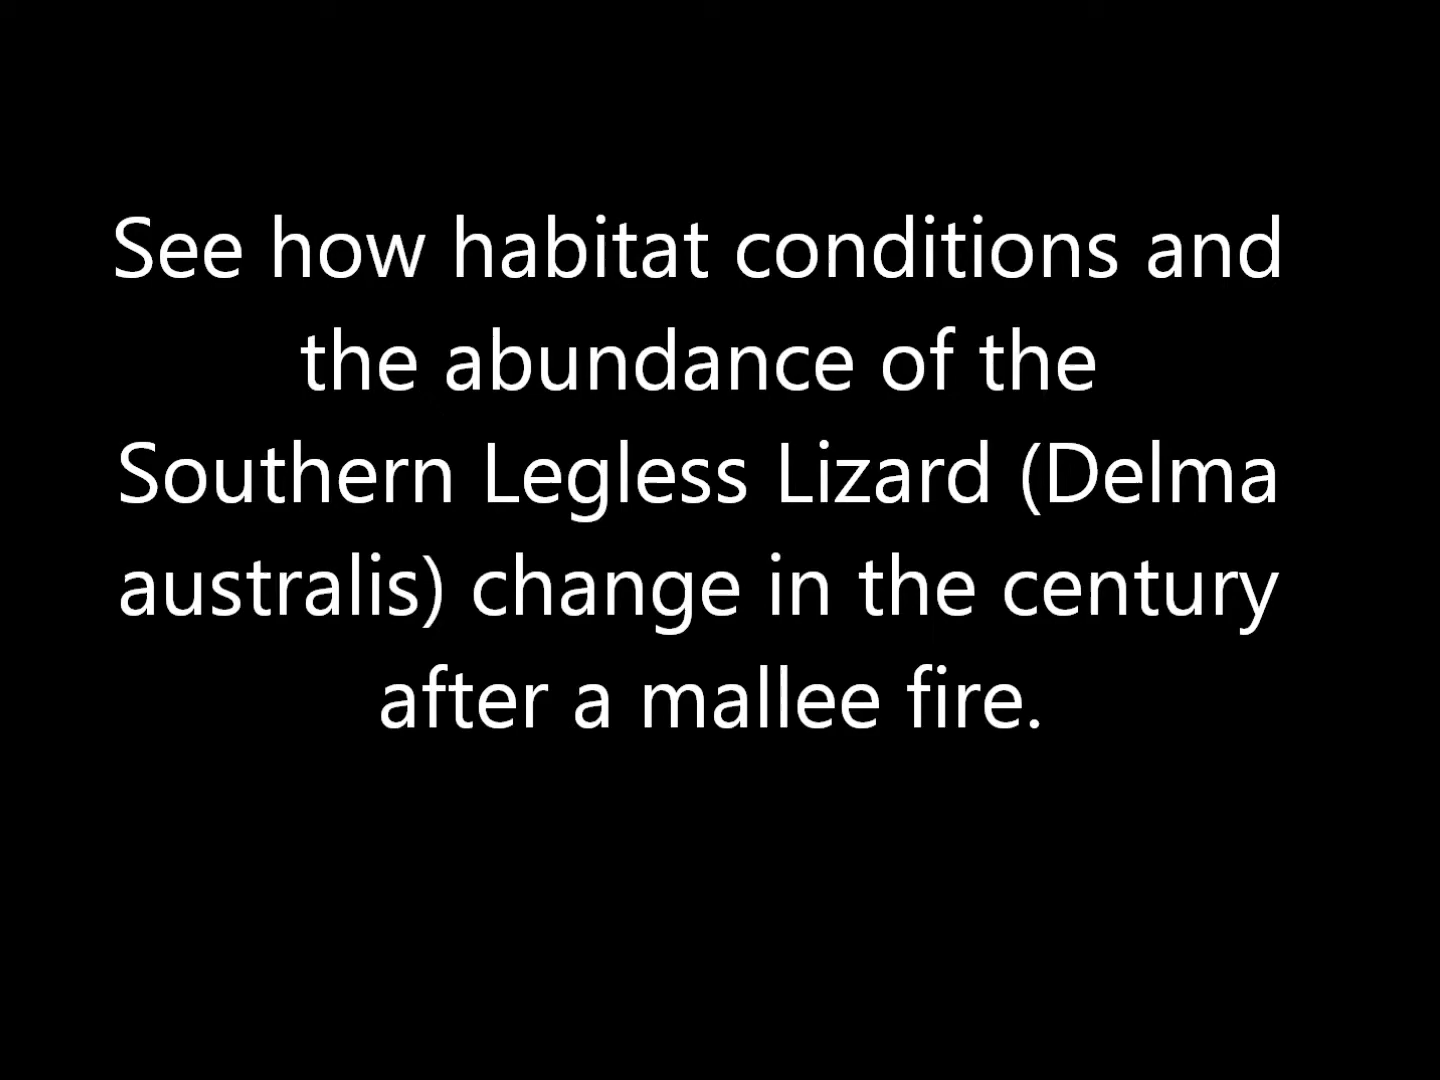 See how habitat conditions and
the abundance of the
Southern Legless Lizard (Delma
australis) change in the century
after a mallee fire.